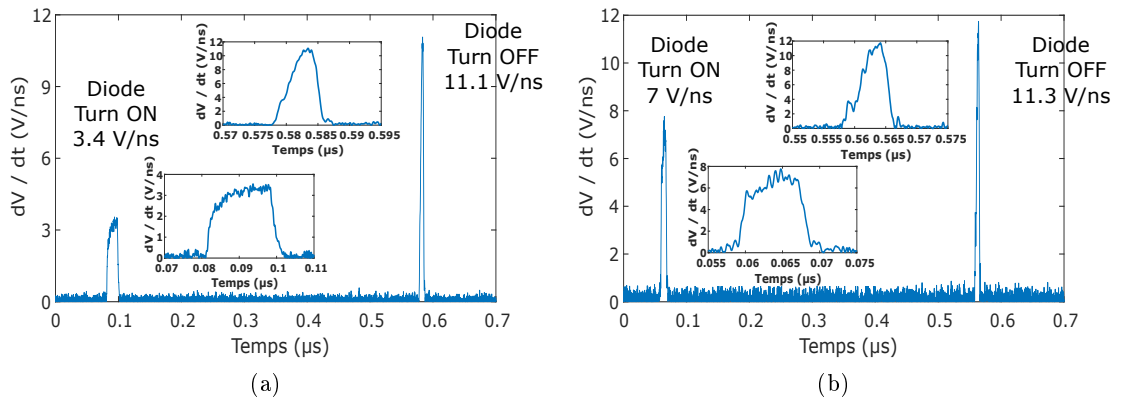 12
9
6
3
0
dV / dt (V/ns)
0
0.1
0.2
0.3
0.4
0.5
0.6
0.7
Temps (µs)
Diode
Turn ON
3.4 V/ns
Diode
Turn OFF
11.1 V/ns
12
10
8
6
4
2
0
dV / dt (V/ns)
0.57
0.575
0.58
0.585
0.59
0.595
Temps (µs)
4
3
2
1
0
dV / dt (V/ns)
0.07
0.08
0.09
0.1
0.11
Temps (µs)
(a)
12
10
8
6
4
2
0
dV / dt (V/ns)
0
0.1
0.2
0.3
0.4
0.5
0.6
0.7
Temps (µs)
Diode
Turn ON
7 V/ns
Diode
Turn OFF
11.3 V/ns
12
10
8
6
4
2
0
dV / dt (V/ns)
0.55
0.555
0.56
0.565
0.57
0.575
Temps (µs)
8
6
4
2
0
dV / dt (V/ns)
0.055
0.06
0.065
0.07
0.075
Temps (µs)
(b)